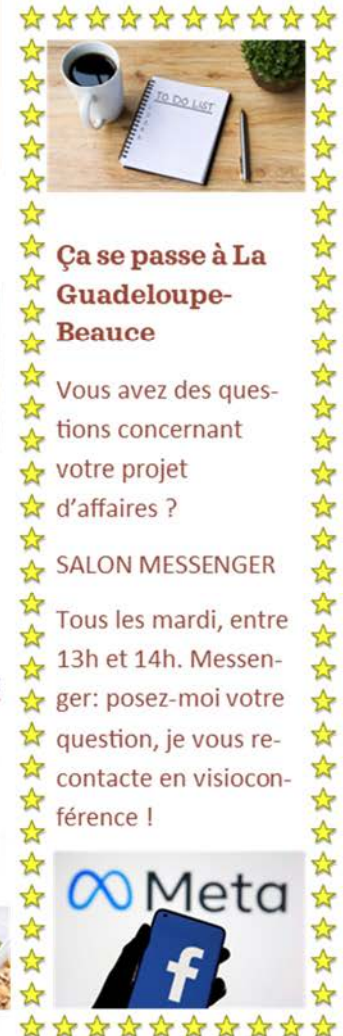 TO DO LIST
Ça se passe à La
Guadeloupe-
Beauce
Vous avez des ques-
tions concernant
votre projet
d'affaires ?
SALON MESSENGER
Tous les mardi, entre
13h et 14h. Messen-
ger: posez-moi votre
question, je vous re-
contacte en visiocon-
férence !
Meta
f